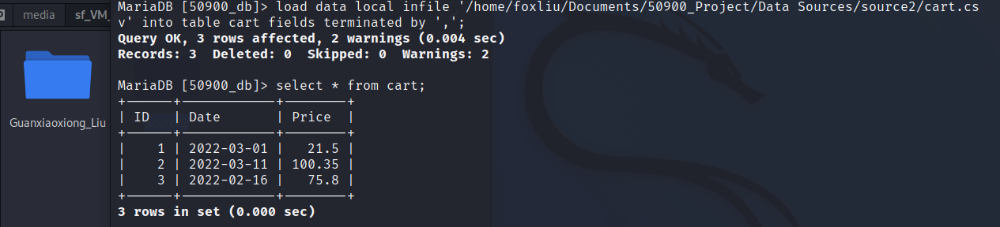 media sf_VM_
MariaDB [50900_db]> load data local infile '/home/foxliu/Documents/50900_Project/Data Sources/source2/cart.cs
v' into table cart fields terminated by ',';
Query OK, 3 rows affected, 2 warnings (0.004 sec)
Records: 3  Deleted: 0  Skipped: 0  Warnings: 2
MariaDB [50900_db]> select * from cart;
+------+------------+--------+
| ID   | Date       | Price  |
+------+------------+--------+
|    1 | 2022-03-01 |   21.5 |
|    2 | 2022-03-11 | 100.35 |
|    3 | 2022-02-16 |   75.8 |
+------+------------+--------+
3 rows in set (0.000 sec)
Guanxiaoxiong_Liu